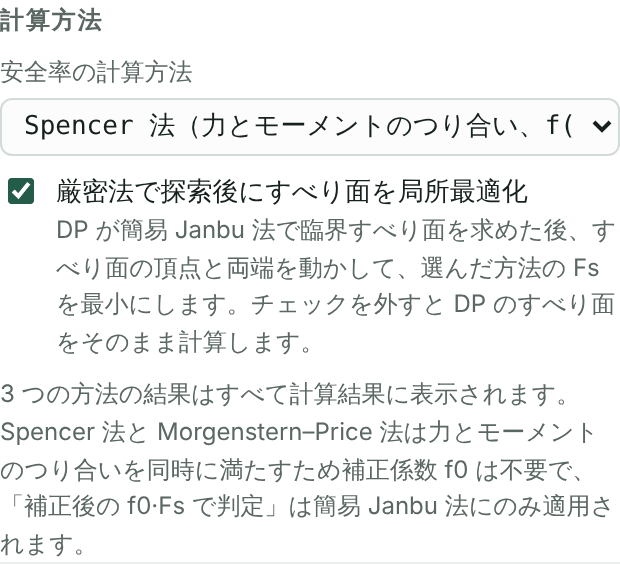 計算方法
安全率の計算方法
Spencer 法（力とモーメントのつり合い、f(
厳密法で探索後にすべり面を局所最適化
DP が簡易 Janbu 法で臨界すべり面を求めた後、す
べり面の頂点と両端を動かして、選んだ方法の Fs
を最小にします。チェックを外すと DP のすべり面
をそのまま計算します。
3 つの方法の結果はすべて計算結果に表示されます。
Spencer 法と Morgenstern–Price 法は力とモーメント
のつり合いを同時に満たすため補正係数 f0 は不要で、
「補正後の f0·Fs で判定」は簡易 Janbu 法にのみ適用さ
れます。